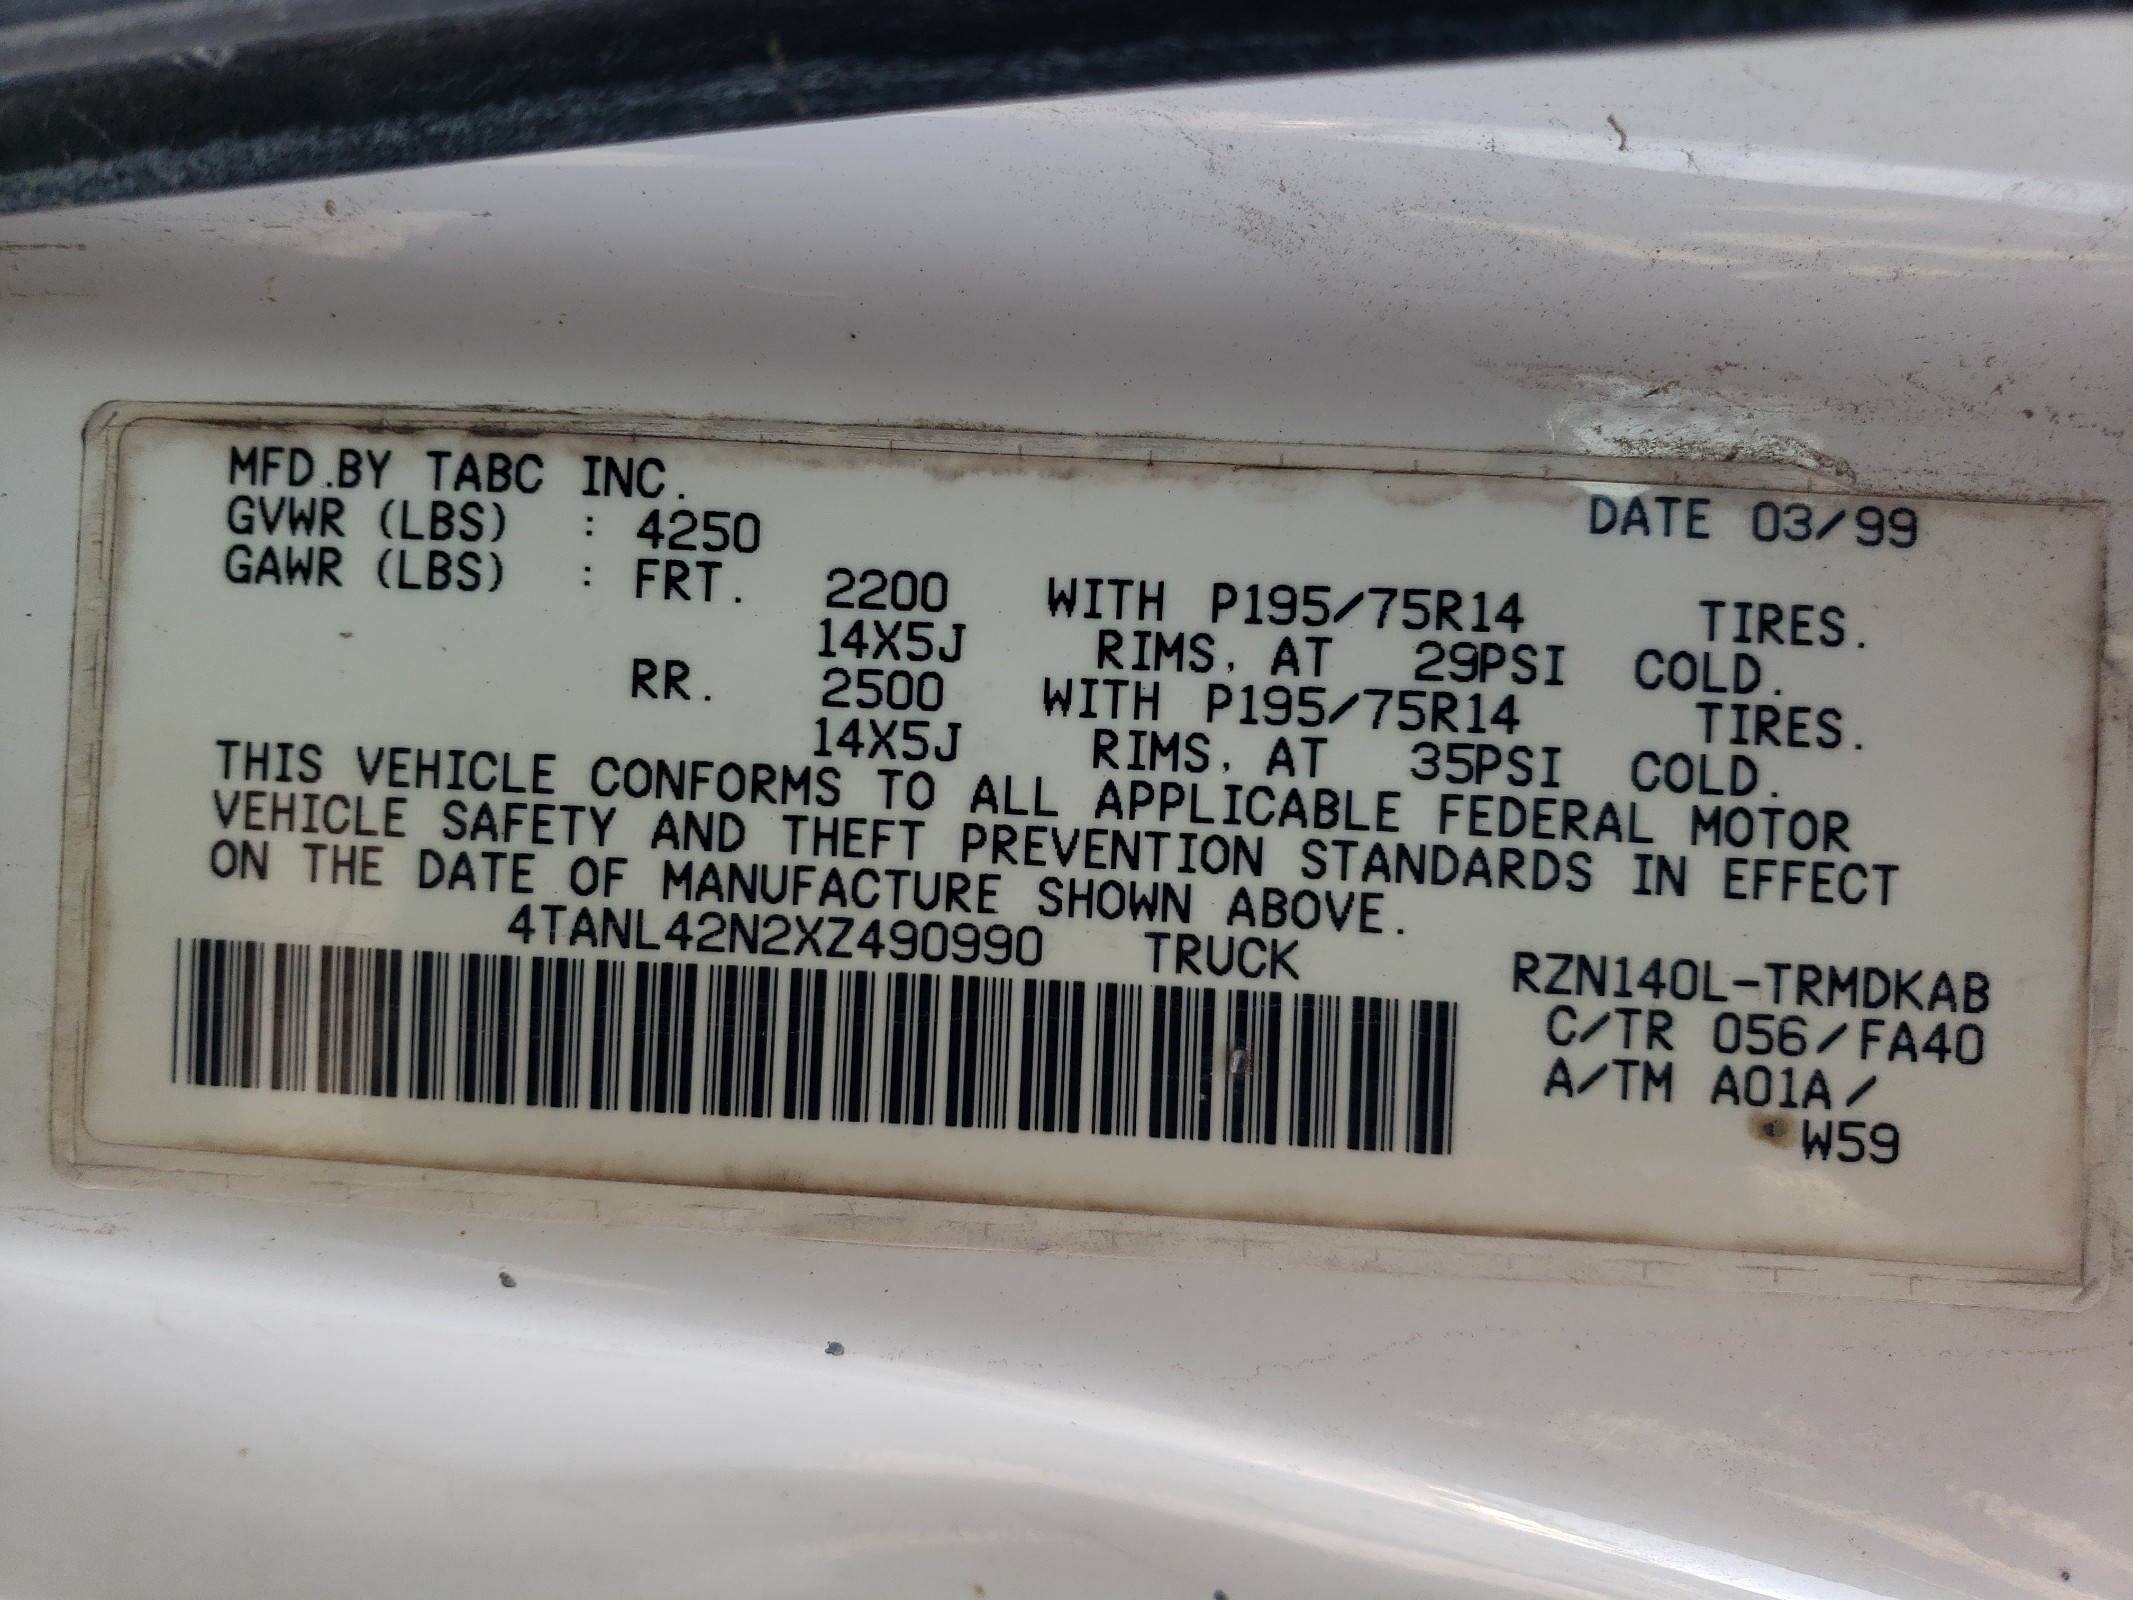 MFD.BY TABC INC.
DATE 03/99
GVWR (LBS) : 4250
GAWR (LBS) : FRT. 2200 WITH P195/75R14 TIRES.
14X5J RIMS, AT 29PSI COLD.
RR. 2500 WITH P195/75R14 TIRES.
14X5J RIMS, AT 35PSI COLD.
THIS VEHICLE CONFORMS TO ALL APPLICABLE FEDERAL MOTOR
VEHICLE SAFETY AND THEFT PREVENTION STANDARDS IN EFFECT
ON THE DATE OF MANUFACTURE SHOWN ABOVE.
4TANL42N2XZ490990 TRUCK
RZN140L-TRMDKAB
C/TR 056/FA40
A/TM A01A/
W59